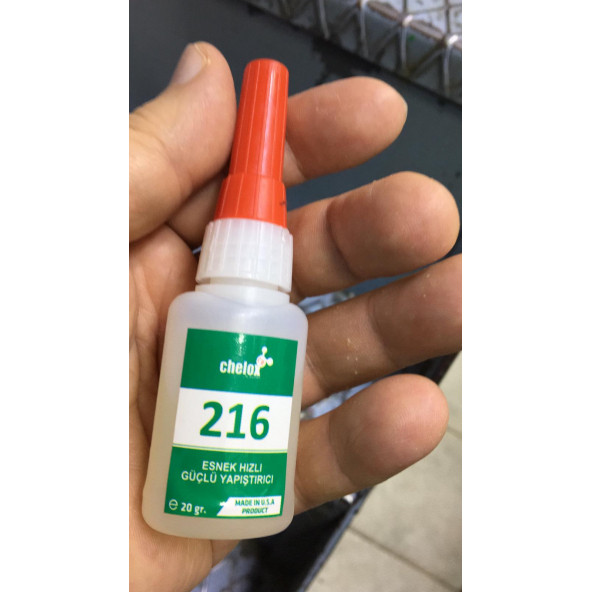 chelox
216
ESNEK HIZLI
GÜÇLÜ YAPIŞTIRICI
℮ 20 gr.
MADE IN U.S.A
PRODUCT